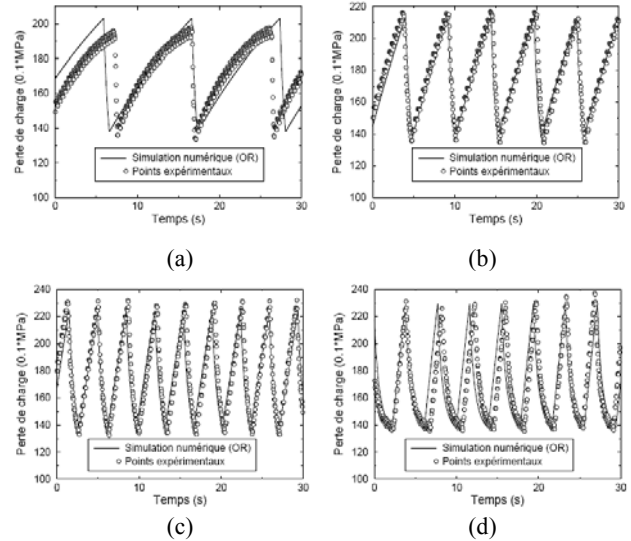 200
180
160
140
120
100
Perte de charge (0.1*MPa)
Simulation numérique (OR)
Points expérimentaux
0 10 20 30
Temps (s)
(a)
220
200
180
160
140
120
100
Perte de charge (0.1*MPa)
Simulation numérique (OR)
Points expérimentaux
0 10 20 30
Temps (s)
(b)
240
220
200
180
160
140
120
100
Perte de charge (0.1*MPa)
Simulation numérique (OR)
Points expérimentaux
0 10 20 30
Temps (s)
(c)
240
220
200
180
160
140
120
100
Perte de charge (0.1*MPa)
Simulation numérique (OR)
Points expérimentaux
0 10 20 30
Temps (s)
(d)